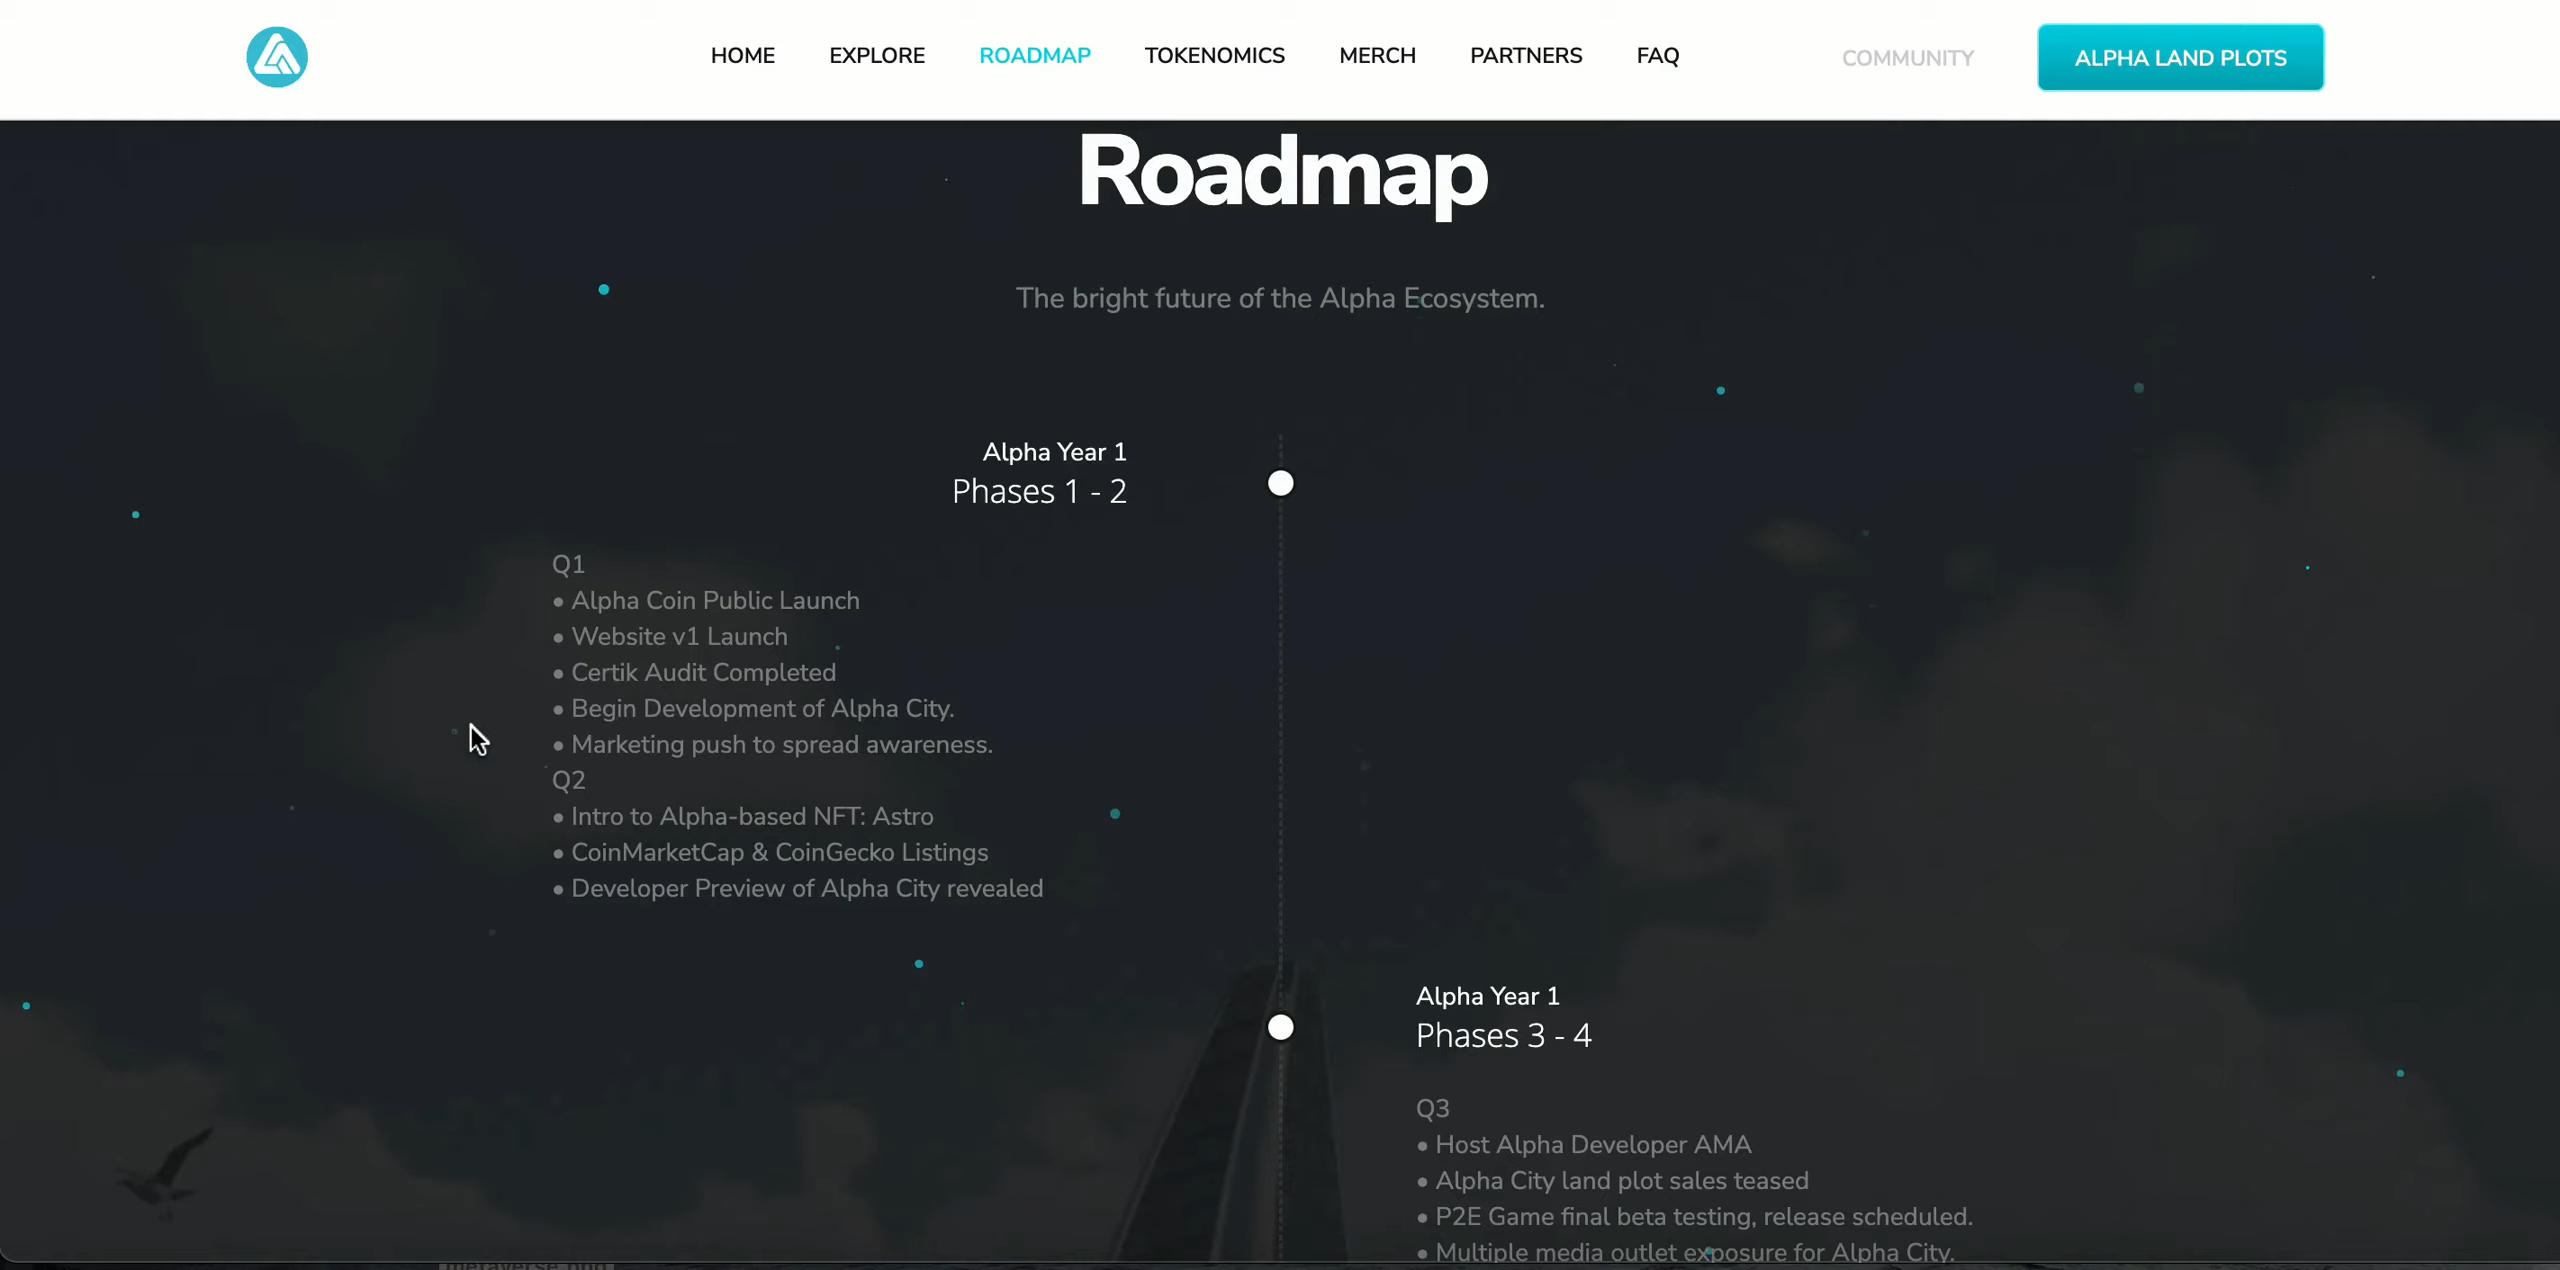 HOME EXPLORE ROADMAP TOKENOMICS MERCH PARTNERS FAQ COMMUNITY ALPHA LAND PLOTS
Roadmap
The bright future of the Alpha Ecosystem.
Alpha Year 1
Phases 1 - 2
Q1
• Alpha Coin Public Launch
• Website v1 Launch
• Certik Audit Completed
• Begin Development of Alpha City.
• Marketing push to spread awareness.
Q2
• Intro to Alpha-based NFT: Astro
• CoinMarketCap & CoinGecko Listings
• Developer Preview of Alpha City revealed
Alpha Year 1
Phases 3 - 4
Q3
• Host Alpha Developer AMA
• Alpha City land plot sales teased
• P2E Game final beta testing, release scheduled.
• Multiple media outlet exposure for Alpha City.